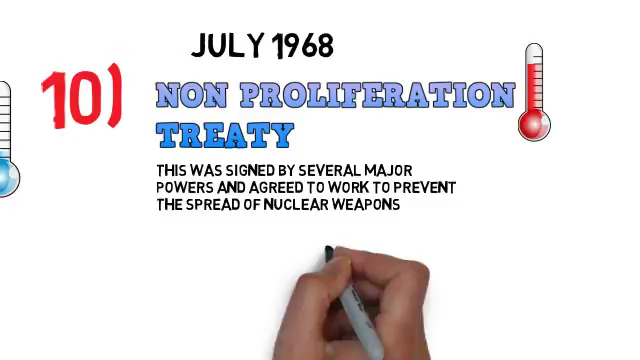 JULY 1968
10)
NON PROLIFERATION
TREATY
THIS WAS SIGNED BY SEVERAL MAJOR
POWERS AND AGREED TO WORK TO PREVENT
THE SPREAD OF NUCLEAR WEAPONS